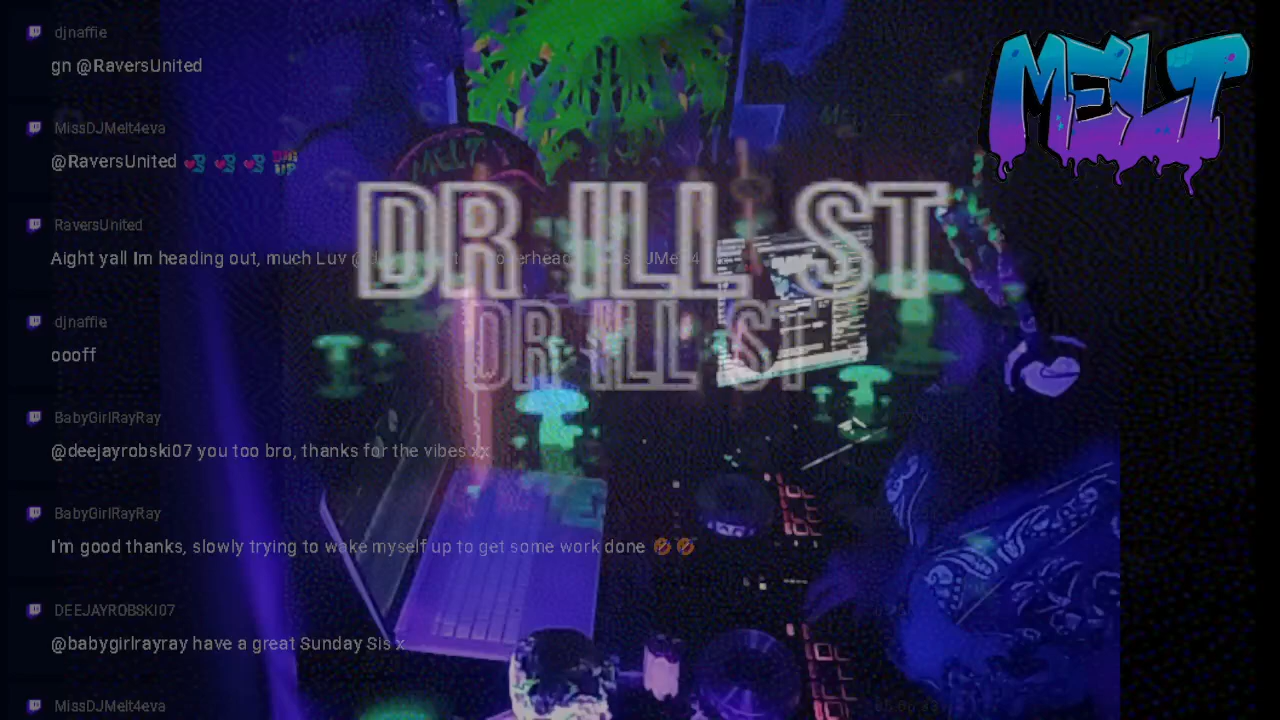 djnaffie
gn @RaversUnited
MissDJMelt4eva
@RaversUnited
RaversUnited
Aight yall Im heading out, much Luv
djnaffie
oooff
BabyGirlRayRay
@deejayrobski07 you too bro, thanks for the vibes xx
BabyGirlRayRay
I'm good thanks, slowly trying to wake myself up to get some work done
DEEJAYROBSKI07
@babygirlrayray have a great Sunday Sis x
MissDJMelt4eva
MELT
MELT
DR ILL ST
DR ILL ST